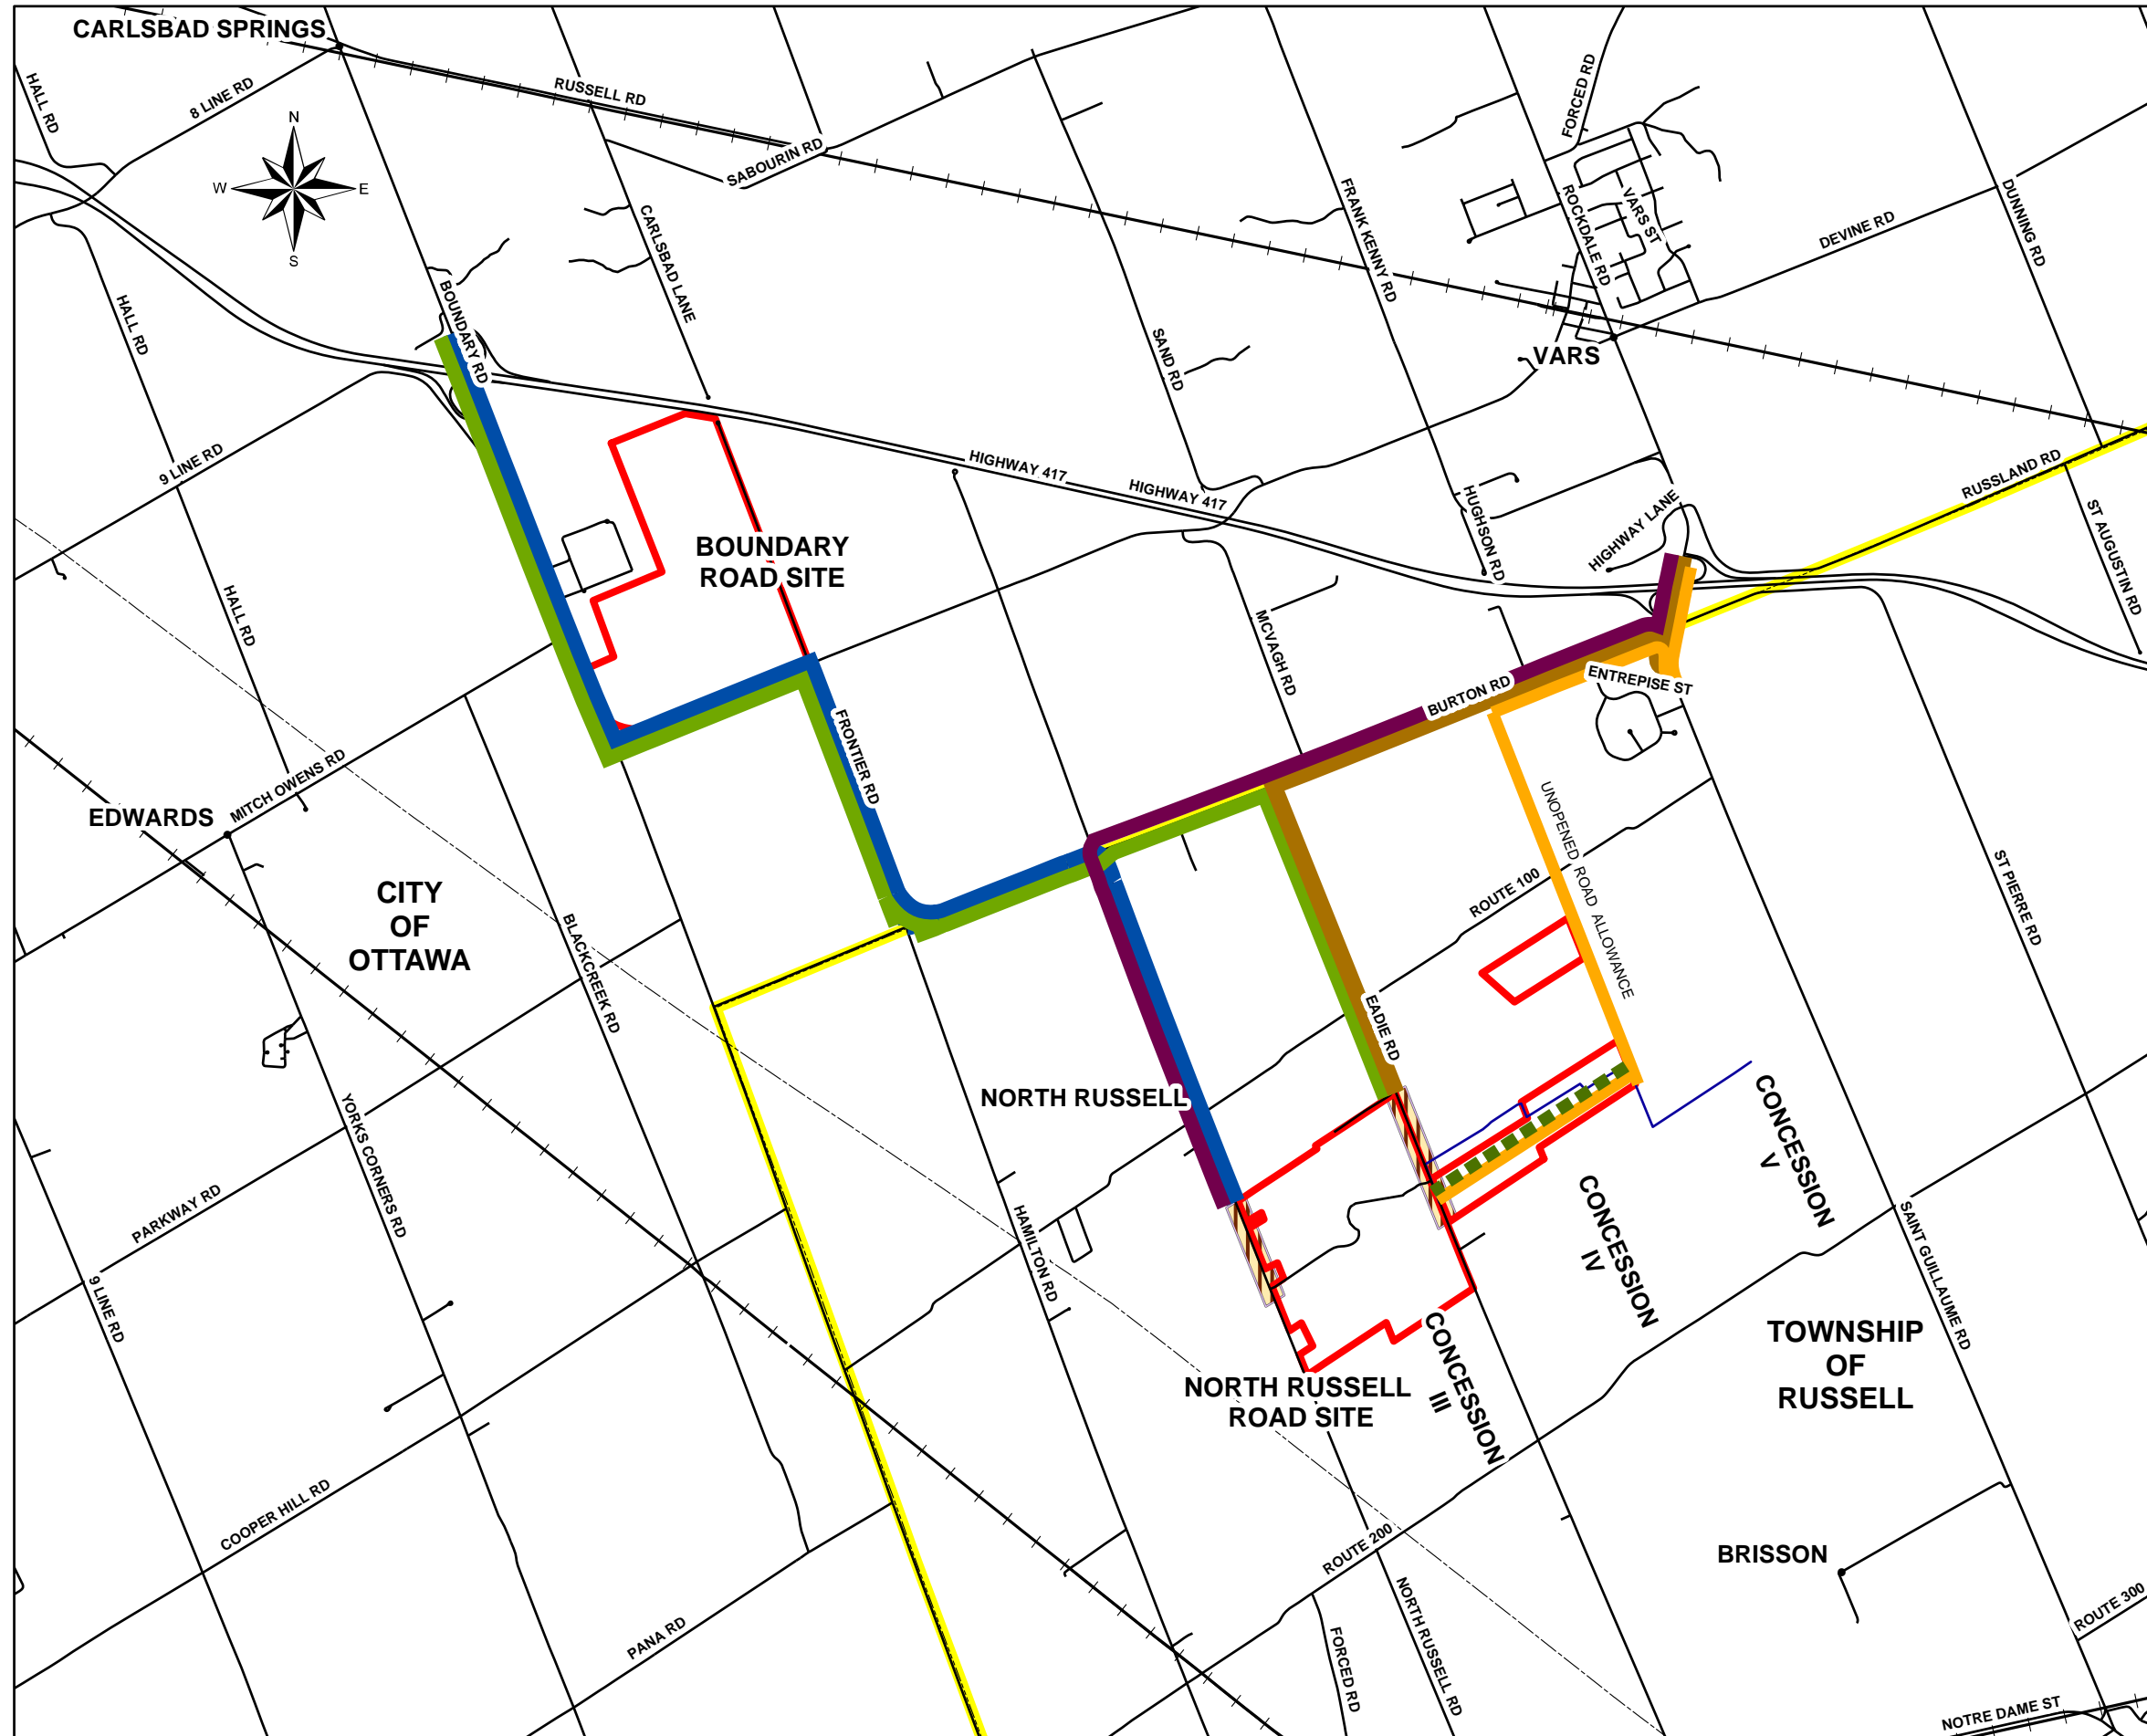 CARLSBAD SPRINGS
HALL RD
8 LINE RD
RUSSELL RD
SABOURIN RD
N
W
E
S
CARLSBAD LANE
BOUNDARY RD
HALL RD
9 LINE RD
HALL RD
FORCED RD
FRANK KENNY RD
ROCKDALE RD
VARS ST
DEVINE RD
DUNNING RD
SAND RD
VARS
HIGHWAY 417
HIGHWAY 417
HUGHSON RD
HIGHWAY LANE
RUSSLAND RD
ST AUGUSTIN RD
BOUNDARY
ROAD SITE
MCVAGH RD
BURTON RD
ENTREPISE ST
FRONTIER RD
EDWARDS
MITCH OWENS RD
CITY
OF
OTTAWA
BLACKCREEK RD
UNOPENED ROAD ALLOWANCE
ROUTE 100
EADIE RD
ST PIERRE RD
NORTH RUSSELL
YORKS CORNERS RD
PARKWAY RD
9 LINE RD
HAMILTON RD
CONCESSION
V
CONCESSION
IV
CONCESSION
III
SAINT GUILLAUME RD
TOWNSHIP
OF
RUSSELL
NORTH RUSSELL
ROAD SITE
COOPER HILL RD
PANA RD
ROUTE 200
BRISSON
NORTH RUSSELL RD
FORCED RD
ROUTE 300
NOTRE DAME ST